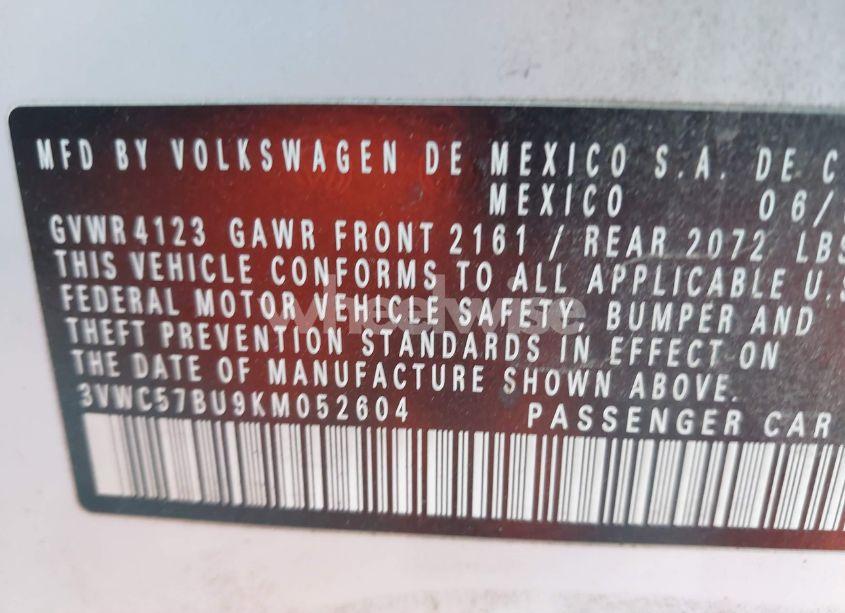 MFD BY VOLKSWAGEN DE MEXICO S.A. DE C
MEXICO 06/
GVWR 4123 GAWR FRONT 2161 / REAR 2072 LBS
THIS VEHICLE CONFORMS TO ALL APPLICABLE U.S
FEDERAL MOTOR VEHICLE SAFETY, BUMPER AND
THEFT PREVENTION STANDARDS IN EFFECT ON
THE DATE OF MANUFACTURE SHOWN ABOVE.
3VWC57BU9KM052604 PASSENGER CAR
wheelwise